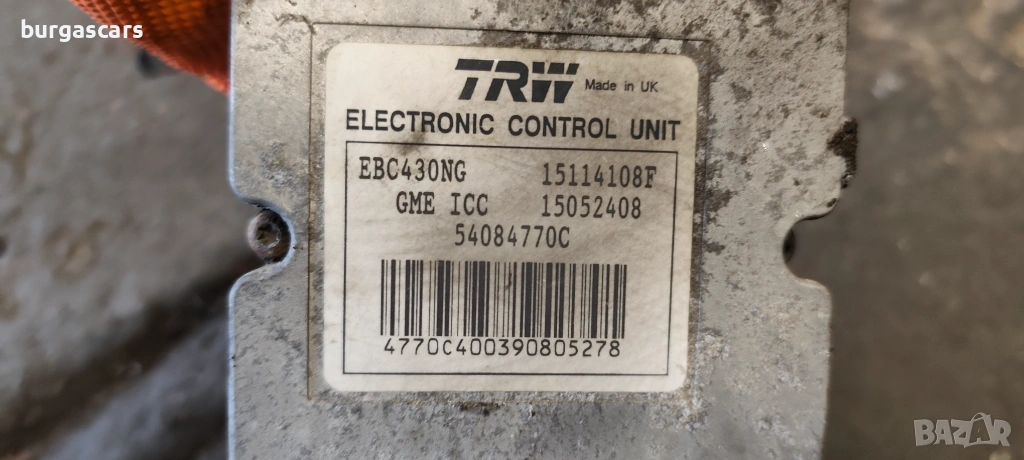 burgascars
TRW Made in UK
ELECTRONIC CONTROL UNIT
EBC430NG 15114108F
GME ICC 15052408
54084770C
4770C400390805278
BAZAR